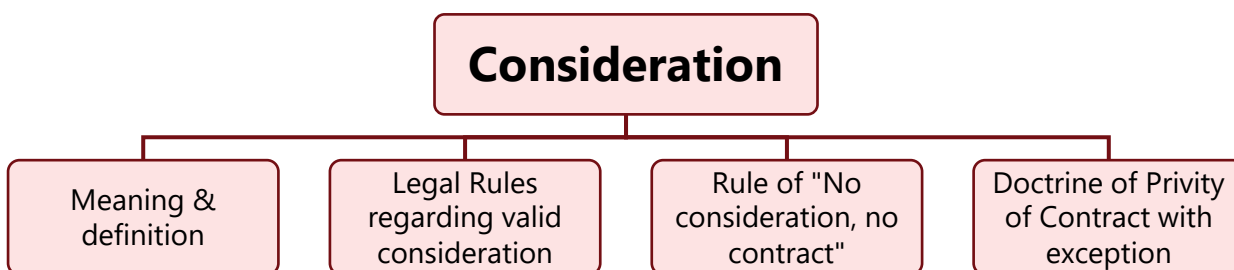 Consideration
Meaning &
definition
Legal Rules
regarding valid
consideration
Rule of "No
consideration, no
contract"
Doctrine of Privity
of Contract with
exception